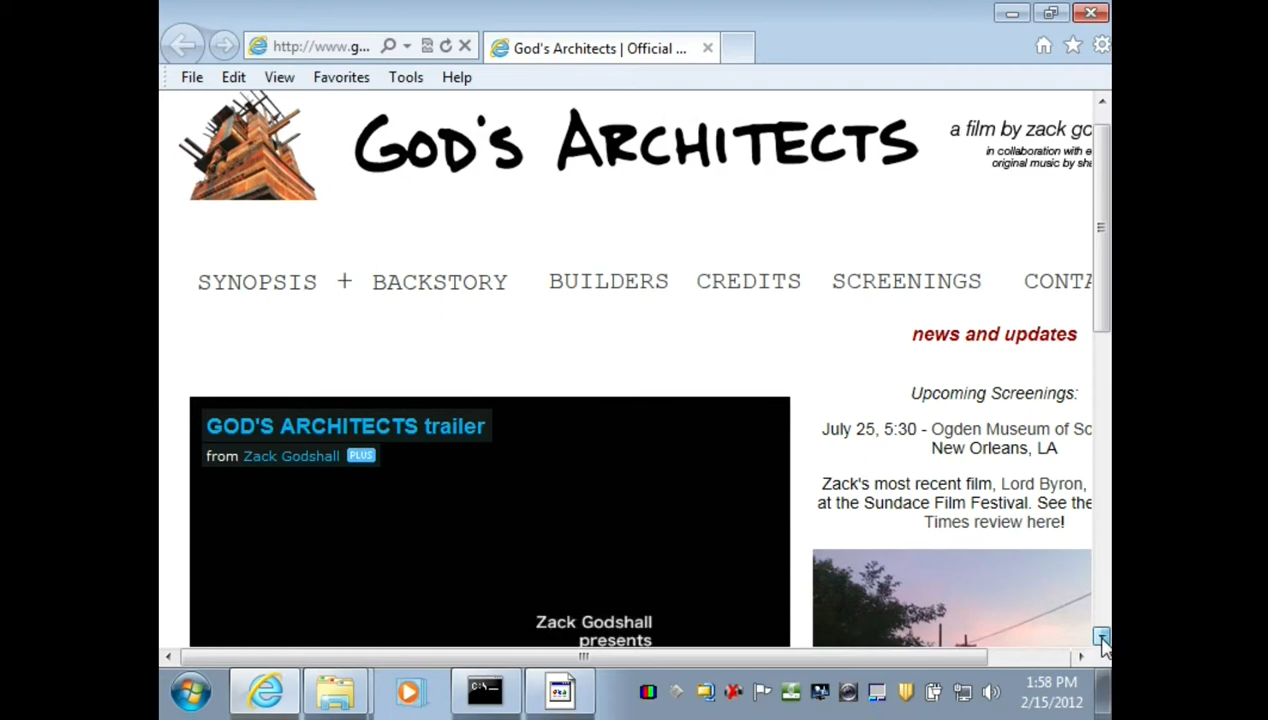 http://www.g...
God's Architects | Official ...
File Edit View Favorites Tools Help
GOD'S ARCHITECTS
a film by zack go
in collaboration with e
original music by sha
SYNOPSIS + BACKSTORY BUILDERS CREDITS SCREENINGS CONTA
news and updates
Upcoming Screenings:
GOD'S ARCHITECTS trailer
from Zack Godshall PLUS
July 25, 5:30 - Ogden Museum of So
New Orleans, LA
Zack's most recent film, Lord Byron,
at the Sundace Film Festival. See the
Times review here!
Zack Godshall
presents
C:\.
1:58 PM
2/15/2012